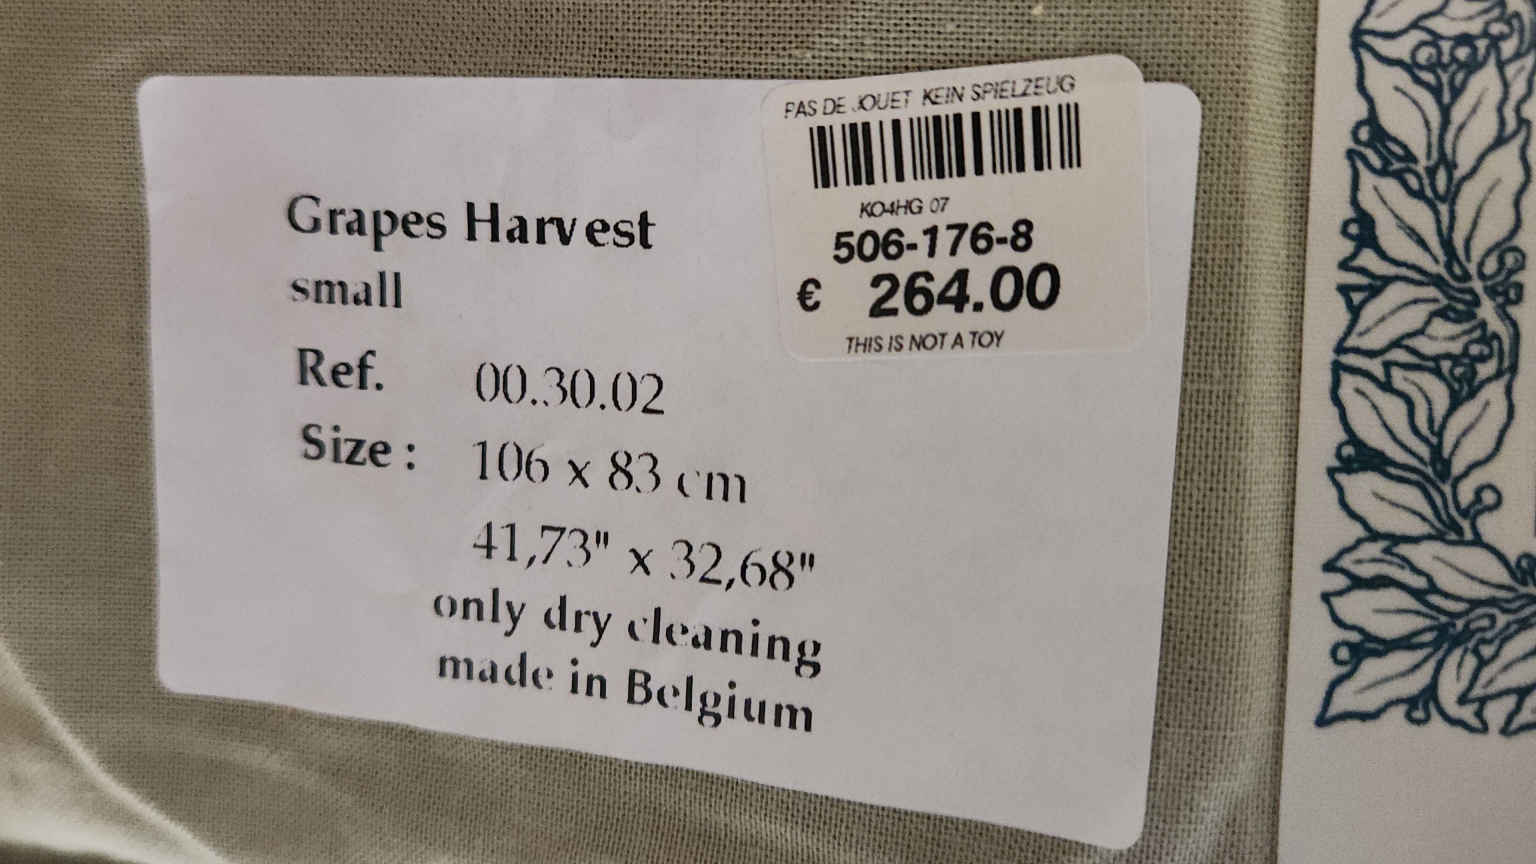 PAS DE JOUET KEIN SPIELZEUG
KO4HG 07
506-176-8
€ 264.00
THIS IS NOT A TOY
Grapes Harvest
small
Ref. 00.30.02
Size : 106 x 83 cm
41,73" x 32,68"
only dry cleaning
made in Belgium